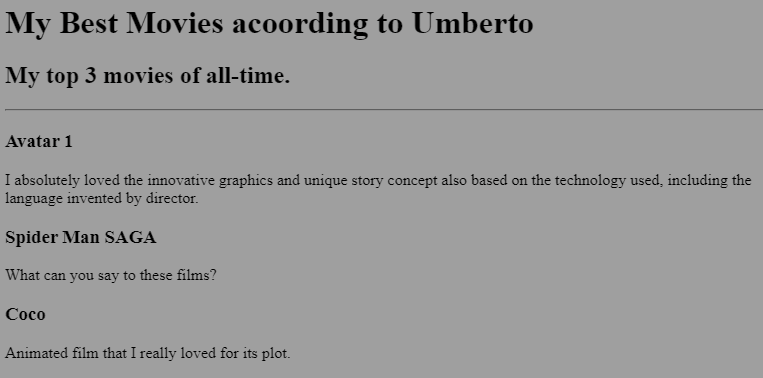 My Best Movies acoording to Umberto
My top 3 movies of all-time.
Avatar 1
I absolutely loved the innovative graphics and unique story concept also based on the technology used, including the
language invented by director.
Spider Man SAGA
What can you say to these films?
Coco
Animated film that I really loved for its plot.